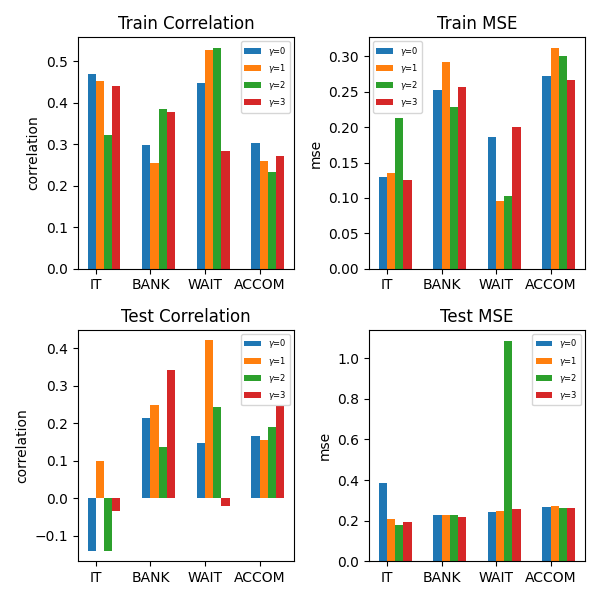 Train Correlation
correlation
0.5
0.4
0.3
0.2
0.1
0.0
IT BANK WAIT ACCOM
γ=0
γ=1
γ=2
γ=3
Train MSE
mse
0.30
0.25
0.20
0.15
0.10
0.05
0.00
IT BANK WAIT ACCOM
γ=0
γ=1
γ=2
γ=3
Test Correlation
correlation
0.4
0.3
0.2
0.1
0.0
−0.1
IT BANK WAIT ACCOM
γ=0
γ=1
γ=2
γ=3
Test MSE
mse
1.0
0.8
0.6
0.4
0.2
0.0
IT BANK WAIT ACCOM
γ=0
γ=1
γ=2
γ=3